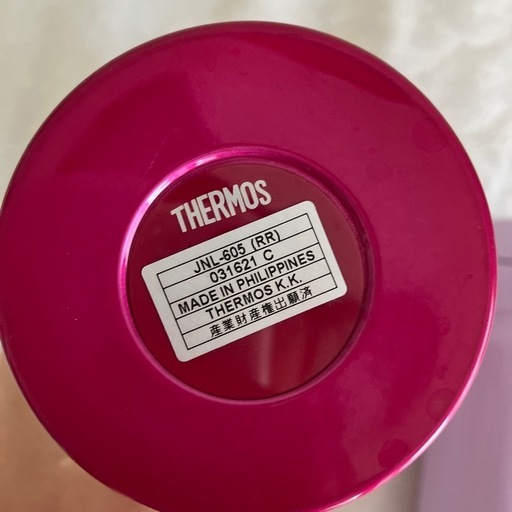 THERMOS
JNL-605 (RR)
031621 C
MADE IN PHILIPPINES
THERMOS K.K.
産業財産権出願済